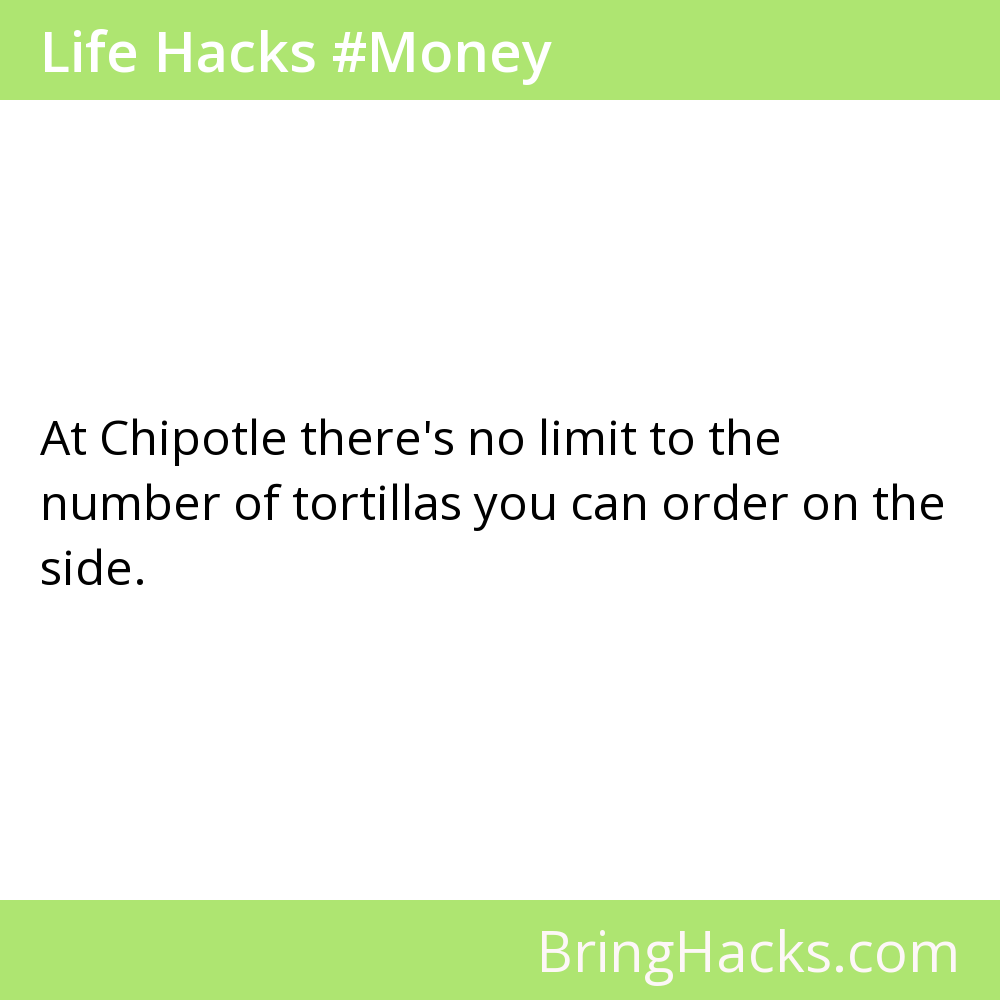 Life Hacks #Money
At Chipotle there's no limit to the
number of tortillas you can order on the
side.
BringHacks.com